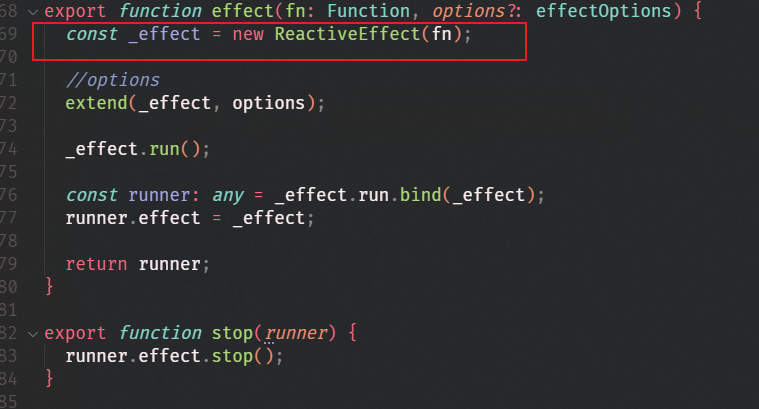 68 export function effect(fn: Function, options?: effectOptions) {
69 const _effect = new ReactiveEffect(fn);
70
71 //options
72 extend(_effect, options);
73
74 _effect.run();
75
76 const runner: any = _effect.run.bind(_effect);
77 runner.effect = _effect;
78
79 return runner;
80 }
81
82 export function stop(runner) {
83 runner.effect.stop();
84 }
85